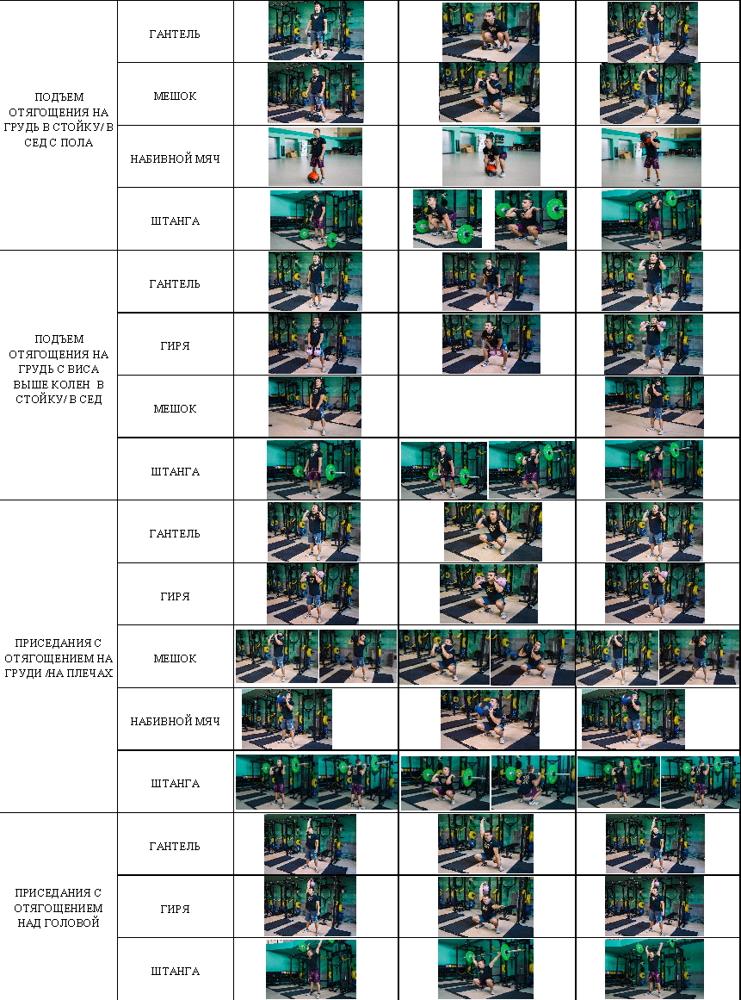 ПОДЪЕМ
ОТЯГОЩЕНИЯ НА
ГРУДЬ В СТОЙКУ/ В
СЕД С ПОЛА
ГАНТЕЛЬ
МЕШОК
НАБИВНОЙ МЯЧ
ШТАНГА
ПОДЪЕМ
ОТЯГОЩЕНИЯ НА
ГРУДЬ С ВИСА
ВЫШЕ КОЛЕН В
СТОЙКУ/ В СЕД
ГАНТЕЛЬ
ГИРЯ
МЕШОК
ШТАНГА
ПРИСЕДАНИЯ С
ОТЯГОЩЕНИЕМ НА
ГРУДИ /НА ПЛЕЧАХ
ГАНТЕЛЬ
ГИРЯ
МЕШОК
НАБИВНОЙ МЯЧ
ШТАНГА
ПРИСЕДАНИЯ С
ОТЯГОЩЕНИЕМ
НАД ГОЛОВОЙ
ГАНТЕЛЬ
ГИРЯ
ШТАНГА